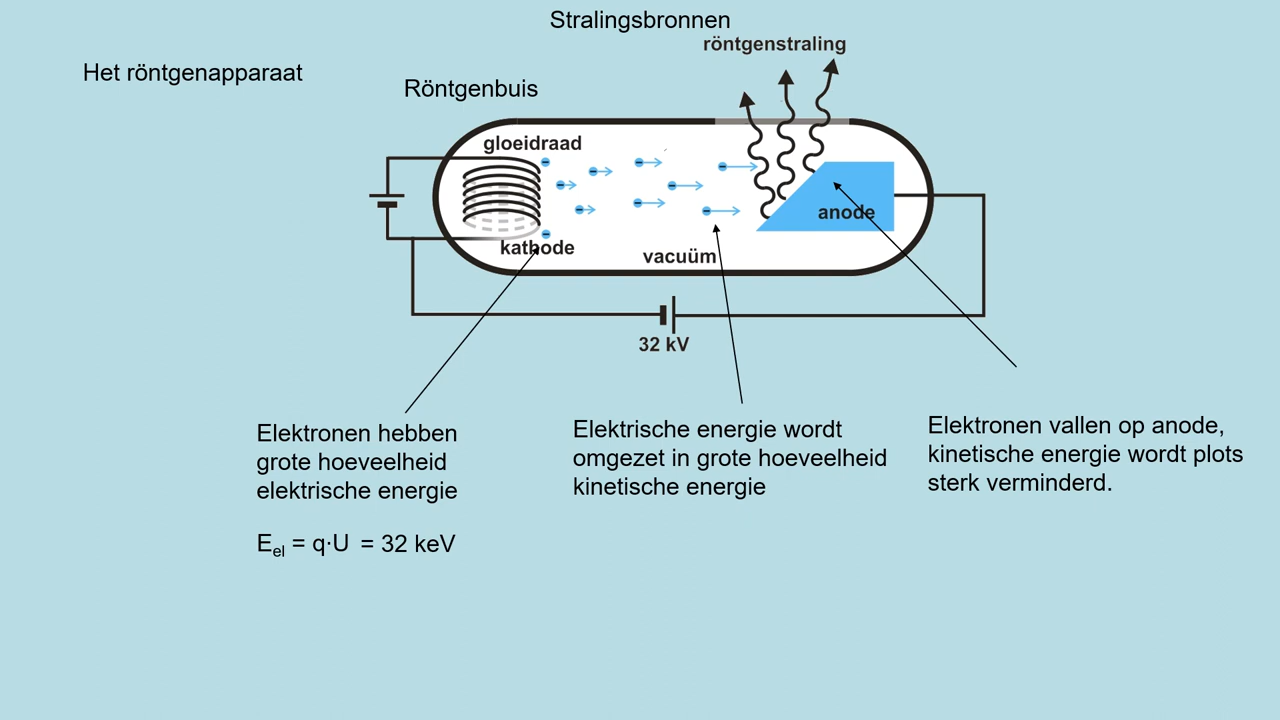 Stralingsbronnen
röntgenstraling
Het röntgenapparaat
Röntgenbuis
gloeidraad
anode
kathode
vacuüm
32 kV
Elektronen hebben
grote hoeveelheid
elektrische energie
Eel = q·U = 32 keV
Elektrische energie wordt
omgezet in grote hoeveelheid
kinetische energie
Elektronen vallen op anode,
kinetische energie wordt plots
sterk verminderd.